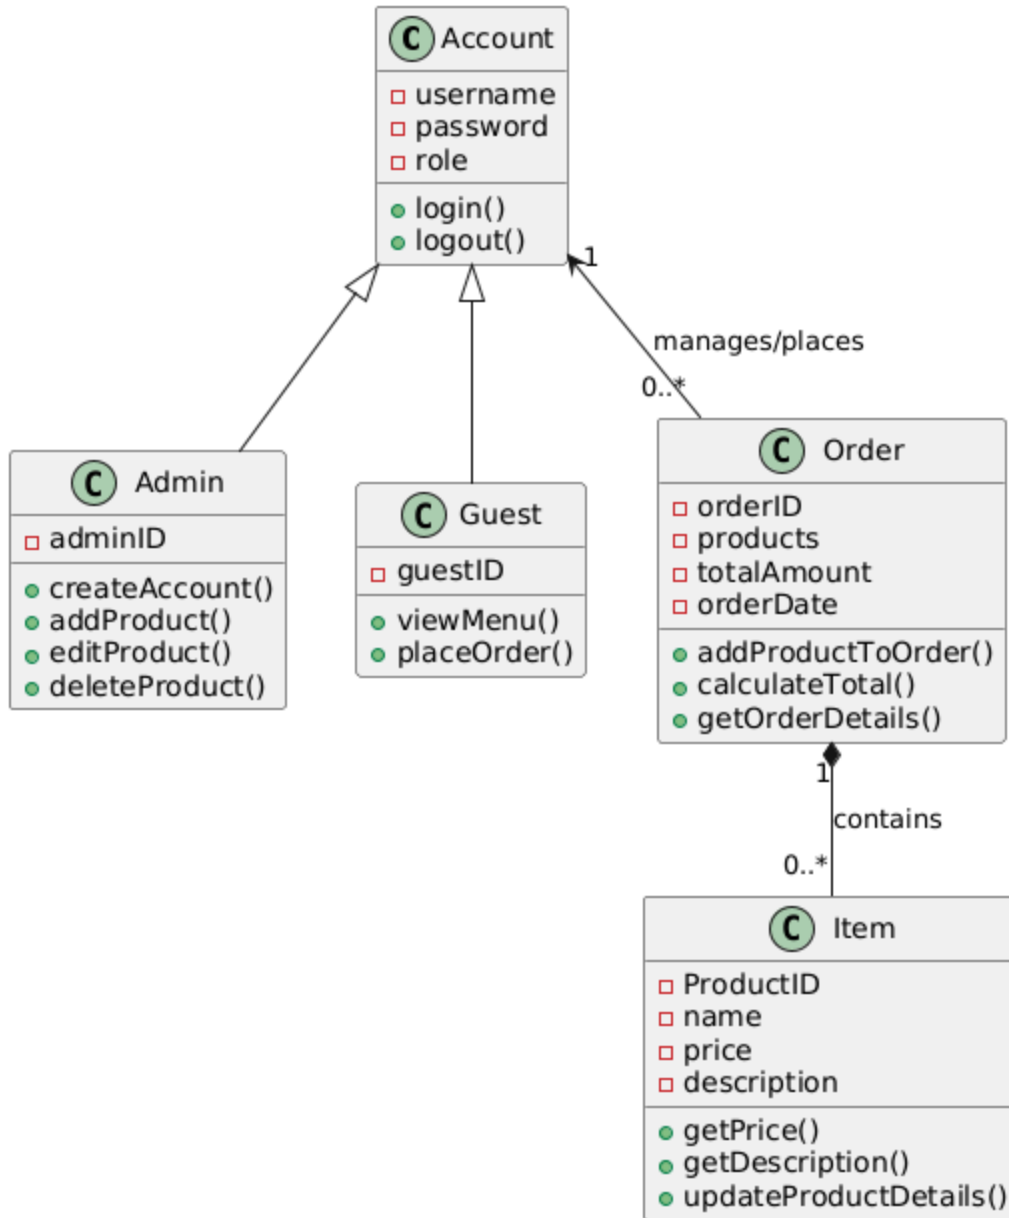 C Account
username
password
role
login()
logout()
1
manages/places
0..*
C Admin
adminID
createAccount()
addProduct()
editProduct()
deleteProduct()
C Guest
guestID
viewMenu()
placeOrder()
C Order
orderID
products
totalAmount
orderDate
addProductToOrder()
calculateTotal()
getOrderDetails()
1
contains
0..*
C Item
ProductID
name
price
description
getPrice()
getDescription()
updateProductDetails()